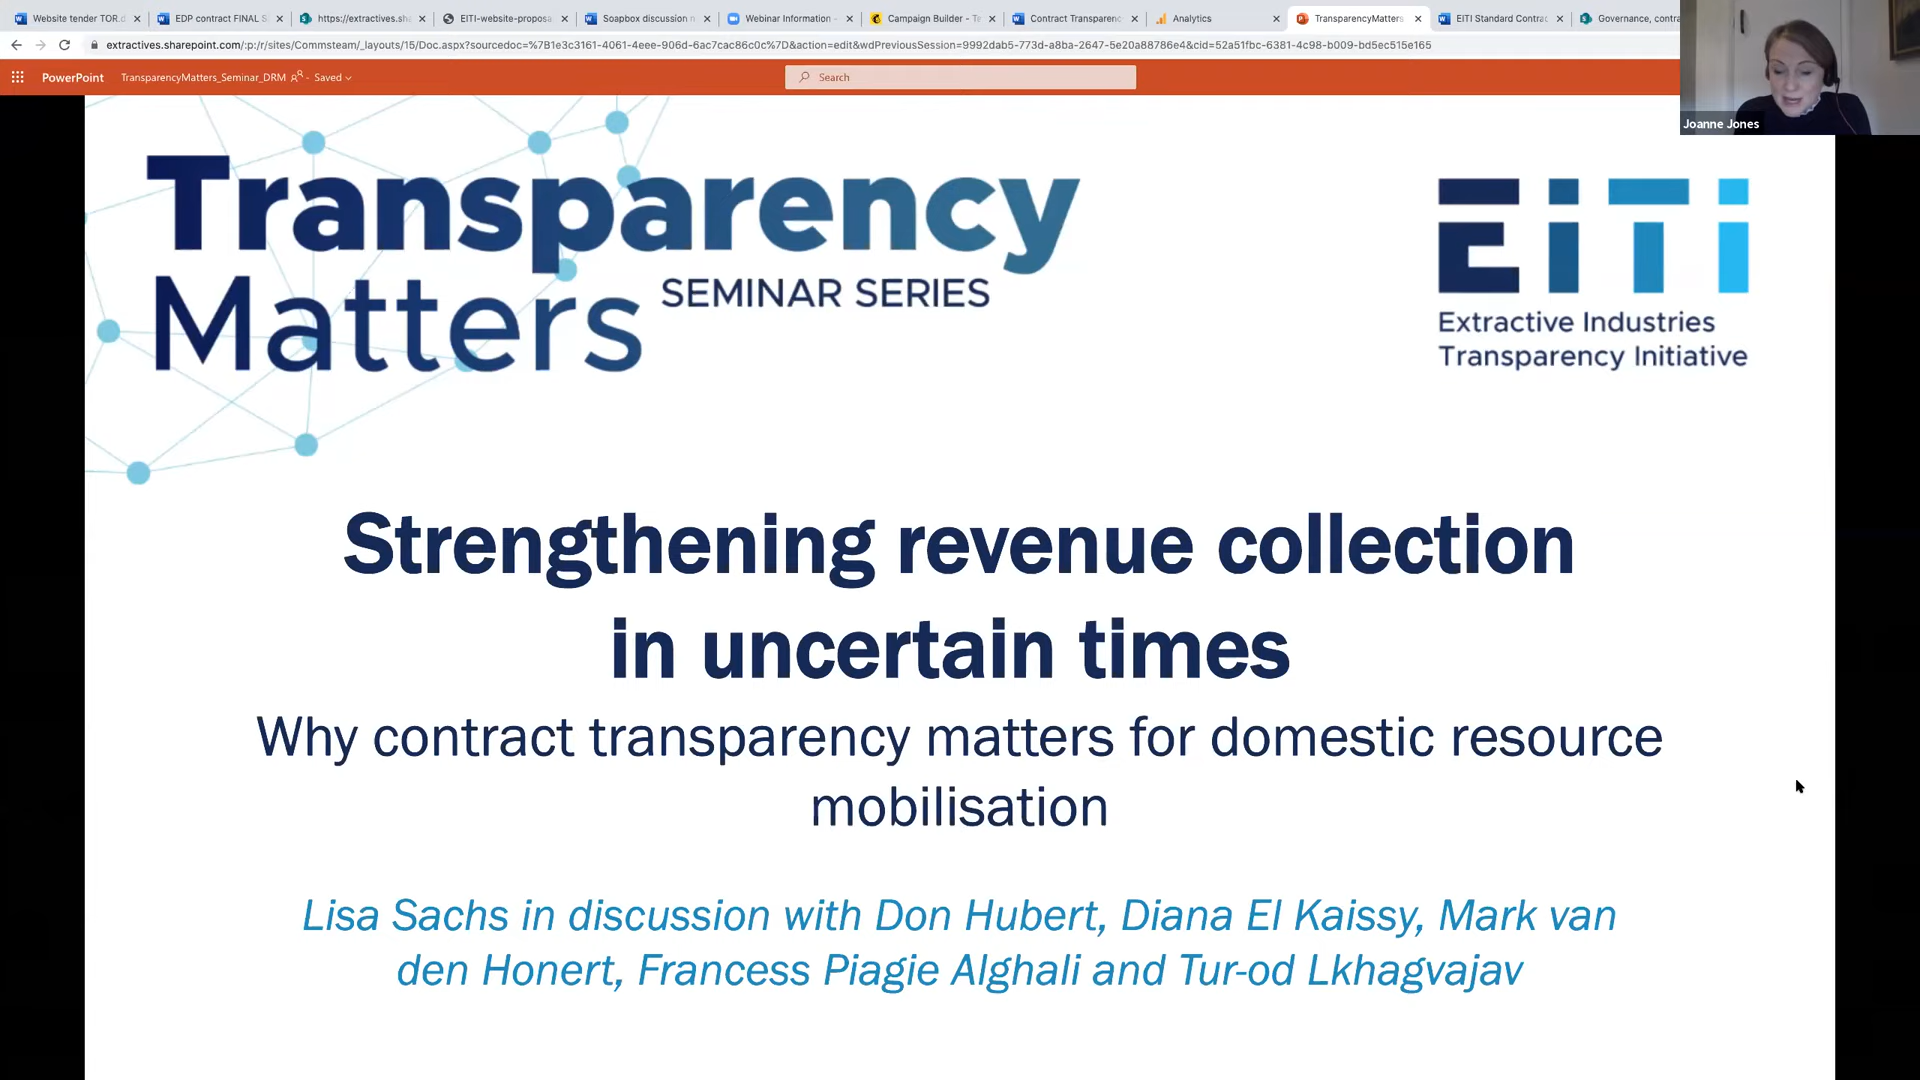 Website tender TOR.d
EDP contract FINAL S
https://extractives.sha
EITI-website-proposa
Soapbox discussion n
Webinar Information -
Campaign Builder - T
Contract Transparenc
Analytics
TransparencyMatters
EITI Standard Contrac
Governance, contra
extractives.sharepoint.com/:p:/r/sites/Commsteam/_layouts/15/Doc.aspx?sourcedoc=%7B1e3c3161-4061-4eee-906d-6ac7cac86c0c%7D&action=edit&wdPreviousSession=9992dab5-773d-a8ba-2647-5e20a88786e4&cid=52a51fbc-6381-4c98-b009-bd5ec515e165
PowerPoint TransparencyMatters_Seminar_DRM - Saved
Search
Joanne Jones
Transparency
Matters SEMINAR SERIES
EITI
Extractive Industries
Transparency Initiative
Strengthening revenue collection
in uncertain times
Why contract transparency matters for domestic resource
mobilisation
Lisa Sachs in discussion with Don Hubert, Diana El Kaissy, Mark van
den Honert, Francess Piagie Alghali and Tur-od Lkhagvajav